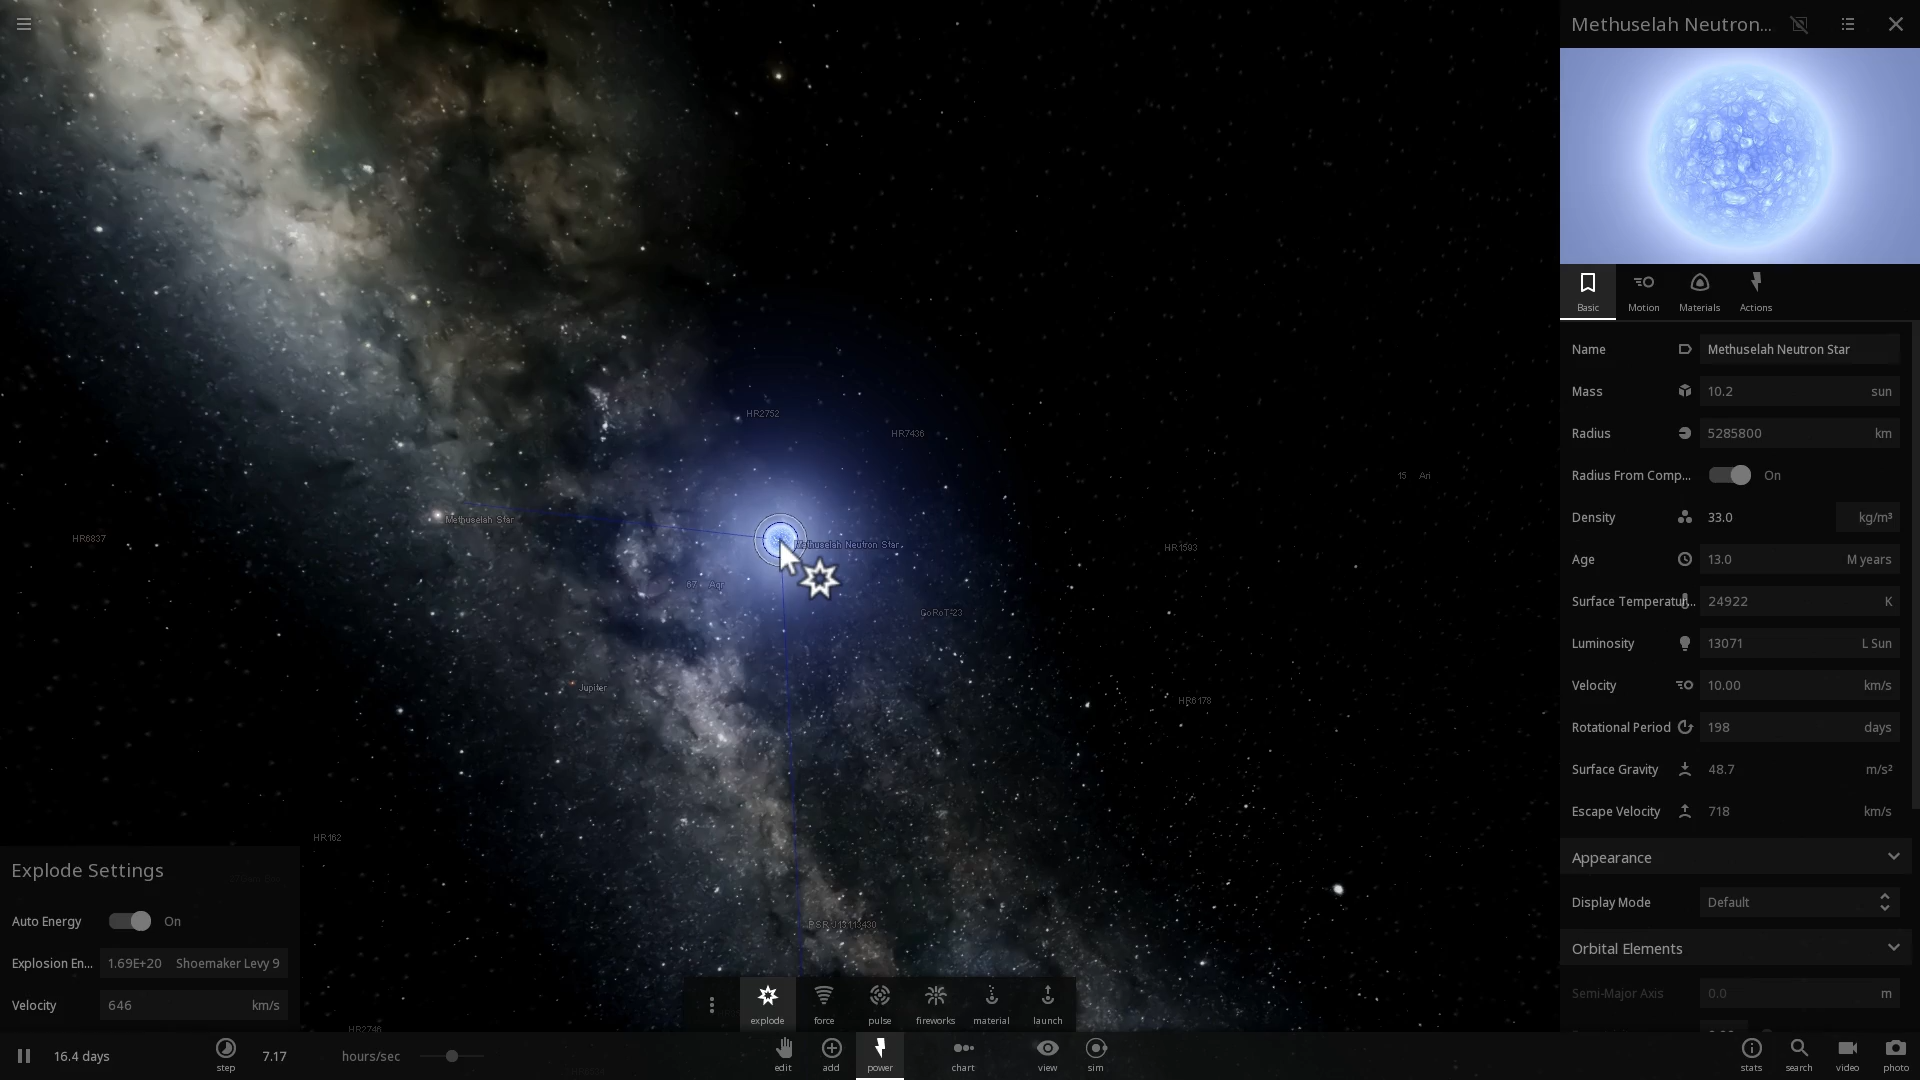 Methuselah Neutron...
Basic
Motion
Materials
Actions
Name Methuselah Neutron Star
Mass 10.2 sun
Radius 5285800 km
Radius From Comp... On
Density 33.0 kg/m³
Age 13.0 M years
Surface Temperatur... 24922 K
Luminosity 13071 L Sun
Velocity 10.00 km/s
Rotational Period 198 days
Surface Gravity 48.7 m/s²
Escape Velocity 718 km/s
Appearance
Display Mode Default
Orbital Elements
Semi-Major Axis 0.0 m
HR2752
HR7436
15 Ari
Methuselah Star
HR6837
Methuselah Neutron Star
HR1593
67 Aqr
CoRoT-23
Jupiter
HR6178
HR162
PSR J13113430
HR2746
Explode Settings
Auto Energy On
Explosion En... 1.69E+20 Shoemaker Levy 9
Velocity 646 km/s
explode
force
pulse
fireworks
material
launch
16.4 days
step
7.17
hours/sec
edit
add
power
chart
view
sim
stats
search
video
photo